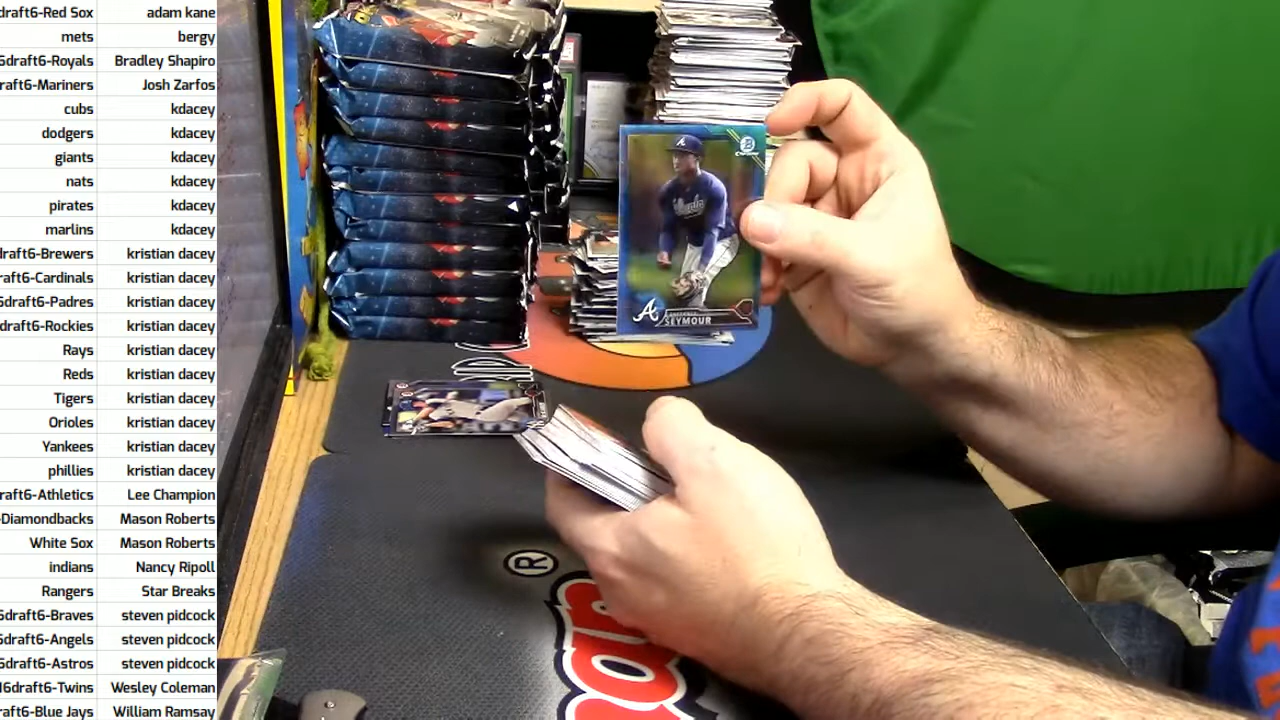 draft6-Red Sox adam kane
mets bergy
6draft6-Royals Bradley Shapiro
raft6-Mariners Josh Zarfos
cubs kdacey
dodgers kdacey
giants kdacey
nats kdacey
pirates kdacey
marlins kdacey
draft6-Brewers kristian dacey
raft6-Cardinals kristian dacey
6draft6-Padres kristian dacey
draft6-Rockies kristian dacey
Rays kristian dacey
Reds kristian dacey
Tigers kristian dacey
Orioles kristian dacey
Yankees kristian dacey
phillies kristian dacey
raft6-Athletics Lee Champion
-Diamondbacks Mason Roberts
White Sox Mason Roberts
indians Nancy Ripoll
Rangers Star Breaks
6draft6-Braves steven pidcock
6draft6-Angels steven pidcock
6draft6-Astros steven pidcock
16draft6-Twins Wesley Coleman
raft6-Blue Jays William Ramsay
A
B
A SEYMOUR
®